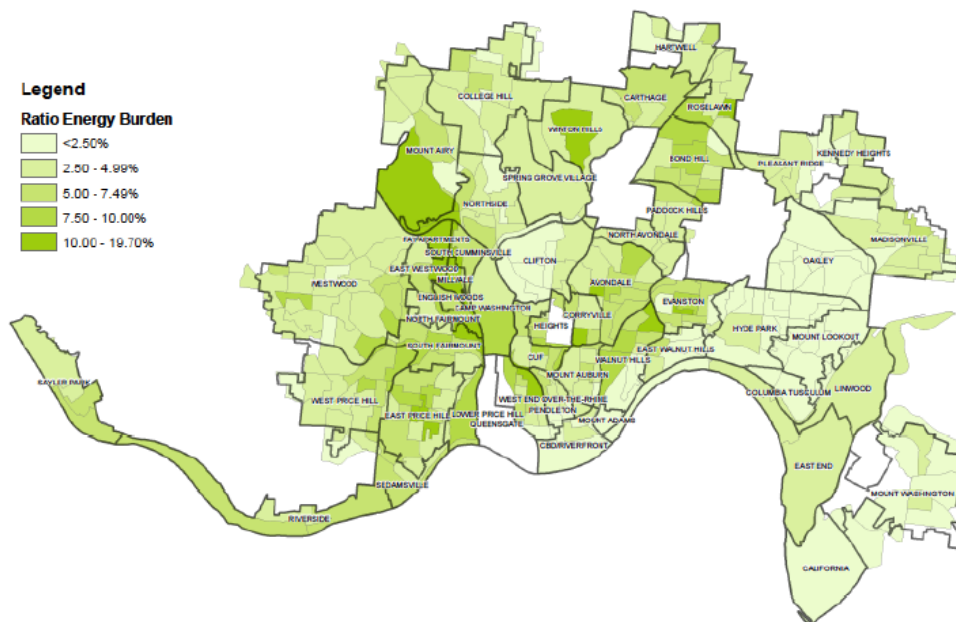 Legend
Ratio Energy Burden
<2.50%
2.50 - 4.99%
5.00 - 7.49%
7.50 - 10.00%
10.00 - 19.70%
HARTWELL
COLLEGE HILL
CARTHAGE
ROSELAWN
WINTON HILLS
MOUNT AIRY
KENNEDY HEIGHTS
BOND HILL
PLEASANT RIDGE
SPRING GROVE VILLAGE
NORTHSIDE
PADDOCK HILLS
NORTH AVONDALE
MADISONVILLE
FAY APARTMENTS
SOUTH CUMMINSVILLE
CLIFTON
OAKLEY
EAST WESTWOOD
MILLVALE
WESTWOOD
AVONDALE
ENGLISH WOODS
EVANSTON
CAMP WASHINGTON
NORTH FAIRMOUNT
CORRYVILLE
HEIGHTS
HYDE PARK
MOUNT LOOKOUT
SOUTH FAIRMOUNT
EAST WALNUT HILLS
CUF
WALNUT HILLS
MOUNT AUBURN
SAYLER PARK
LINWOOD
COLUMBIA TUSCULUM
WEST PRICE HILL
WEST END
OVER-THE-RHINE
EAST PRICE HILL
LOWER PRICE HILL
PENDLETON
QUEENSGATE
MOUNT ADAMS
CBD/RIVERFRONT
EAST END
SEDAMSVILLE
MOUNT WASHINGTON
RIVERSIDE
CALIFORNIA